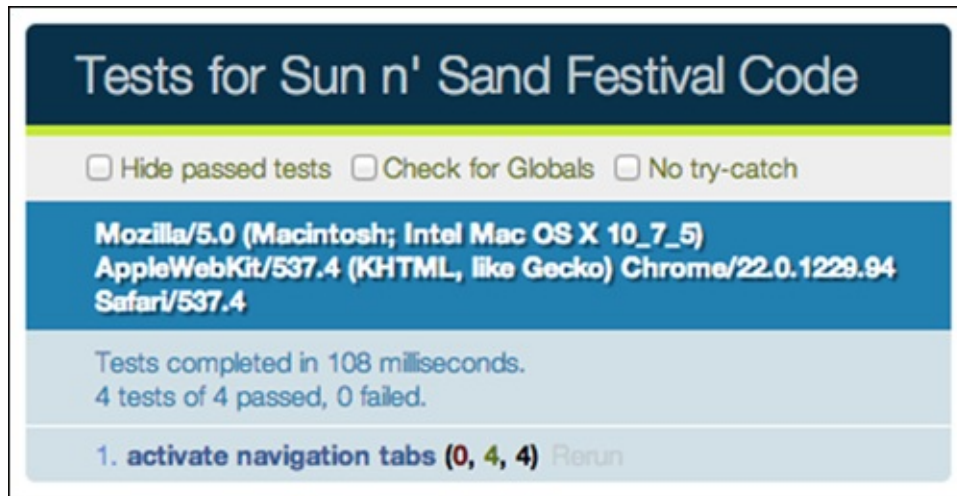 Tests for Sun n' Sand Festival Code
Hide passed tests Check for Globals No try-catch
Mozilla/5.0 (Macintosh; Intel Mac OS X 10_7_5)
AppleWebKit/537.4 (KHTML, like Gecko) Chrome/22.0.1229.94
Safari/537.4
Tests completed in 108 milliseconds.
4 tests of 4 passed, 0 failed.
1. activate navigation tabs (0, 4, 4) Rerun